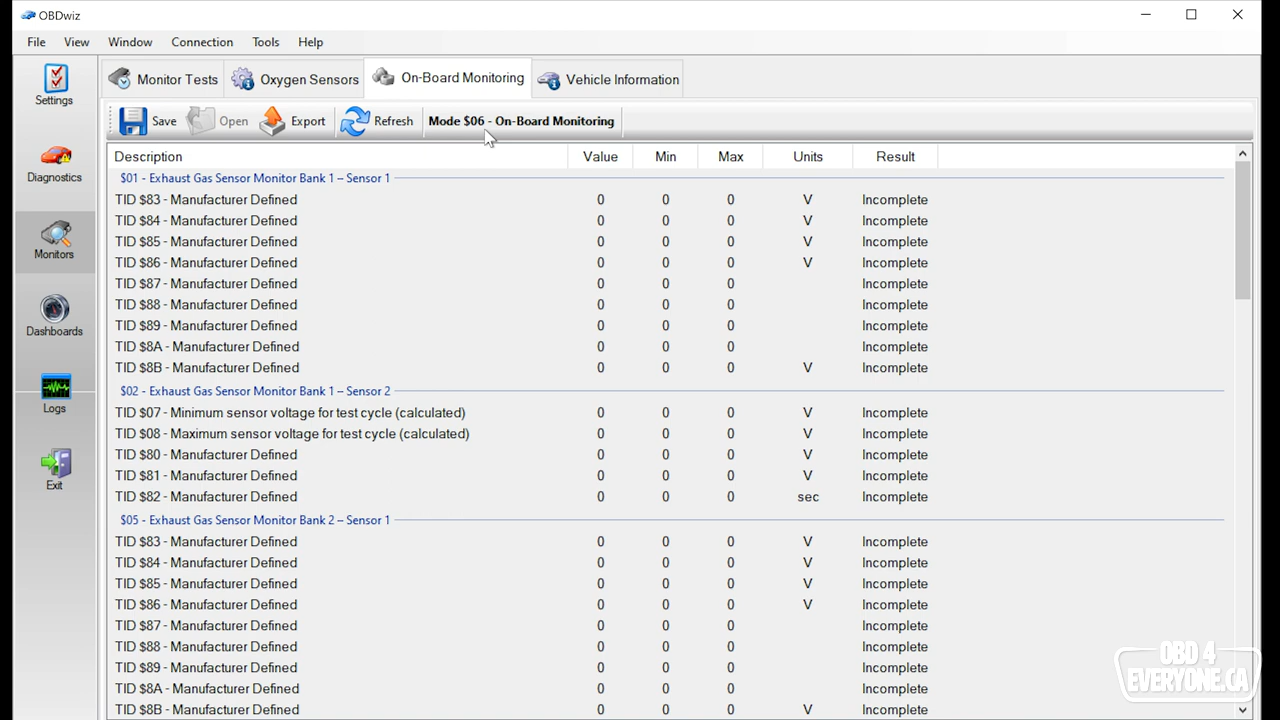 OBDwiz
File View Window Connection Tools Help
Settings
Diagnostics
Monitors
Dashboards
Logs
Exit
Monitor Tests Oxygen Sensors On-Board Monitoring Vehicle Information
Save Open Export Refresh Mode $06 - On-Board Monitoring
Description Value Min Max Units Result
$01 - Exhaust Gas Sensor Monitor Bank 1 – Sensor 1
TID $83 - Manufacturer Defined 0 0 0 V Incomplete
TID $84 - Manufacturer Defined 0 0 0 V Incomplete
TID $85 - Manufacturer Defined 0 0 0 V Incomplete
TID $86 - Manufacturer Defined 0 0 0 V Incomplete
TID $87 - Manufacturer Defined 0 0 0 Incomplete
TID $88 - Manufacturer Defined 0 0 0 Incomplete
TID $89 - Manufacturer Defined 0 0 0 Incomplete
TID $8A - Manufacturer Defined 0 0 0 Incomplete
TID $8B - Manufacturer Defined 0 0 0 V Incomplete
$02 - Exhaust Gas Sensor Monitor Bank 1 – Sensor 2
TID $07 - Minimum sensor voltage for test cycle (calculated) 0 0 0 V Incomplete
TID $08 - Maximum sensor voltage for test cycle (calculated) 0 0 0 V Incomplete
TID $80 - Manufacturer Defined 0 0 0 V Incomplete
TID $81 - Manufacturer Defined 0 0 0 V Incomplete
TID $82 - Manufacturer Defined 0 0 0 sec Incomplete
$05 - Exhaust Gas Sensor Monitor Bank 2 – Sensor 1
TID $83 - Manufacturer Defined 0 0 0 V Incomplete
TID $84 - Manufacturer Defined 0 0 0 V Incomplete
TID $85 - Manufacturer Defined 0 0 0 V Incomplete
TID $86 - Manufacturer Defined 0 0 0 V Incomplete
TID $87 - Manufacturer Defined 0 0 0 Incomplete
TID $88 - Manufacturer Defined 0 0 0 Incomplete
TID $89 - Manufacturer Defined 0 0 0 Incomplete
TID $8A - Manufacturer Defined 0 0 0 Incomplete
TID $8B - Manufacturer Defined 0 0 0 V Incomplete
OBD 4
EVERYONE.CA